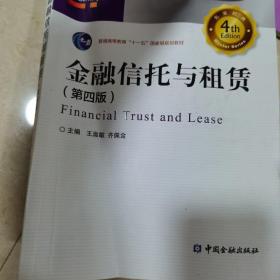 普通高等教育"十一五"国家级规划教材
4th
Edition
金融信托与租赁
(第四版)
Financial Trust and Lease
主编 王淑敏 齐佩金
中国金融出版社